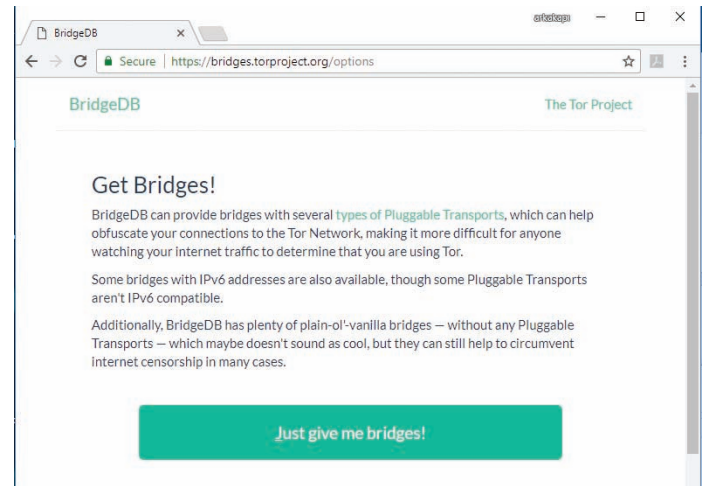 BridgeDB
arkakapı
Secure | https://bridges.torproject.org/options
BridgeDB The Tor Project
Get Bridges!
BridgeDB can provide bridges with several types of Pluggable Transports, which can help
obfuscate your connections to the Tor Network, making it more difficult for anyone
watching your internet traffic to determine that you are using Tor.
Some bridges with IPv6 addresses are also available, though some Pluggable Transports
aren't IPv6 compatible.
Additionally, BridgeDB has plenty of plain-ol'-vanilla bridges — without any Pluggable
Transports — which maybe doesn't sound as cool, but they can still help to circumvent
internet censorship in many cases.
Just give me bridges!